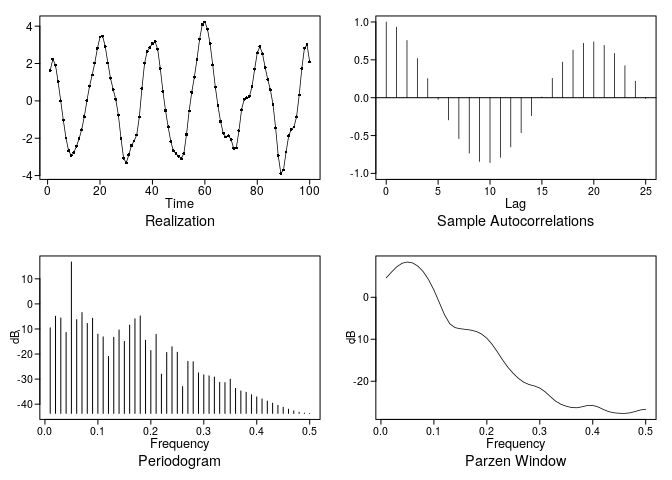 4
2
0
-2
-4
0 20 40 60 80 100
Time
Realization
1.0
0.5
0.0
-0.5
-1.0
0 5 10 15 20 25
Lag
Sample Autocorrelations
10
0
-10
-20
-30
-40
dB
0.0 0.1 0.2 0.3 0.4 0.5
Frequency
Periodogram
0
-10
-20
dB
0.0 0.1 0.2 0.3 0.4 0.5
Frequency
Parzen Window